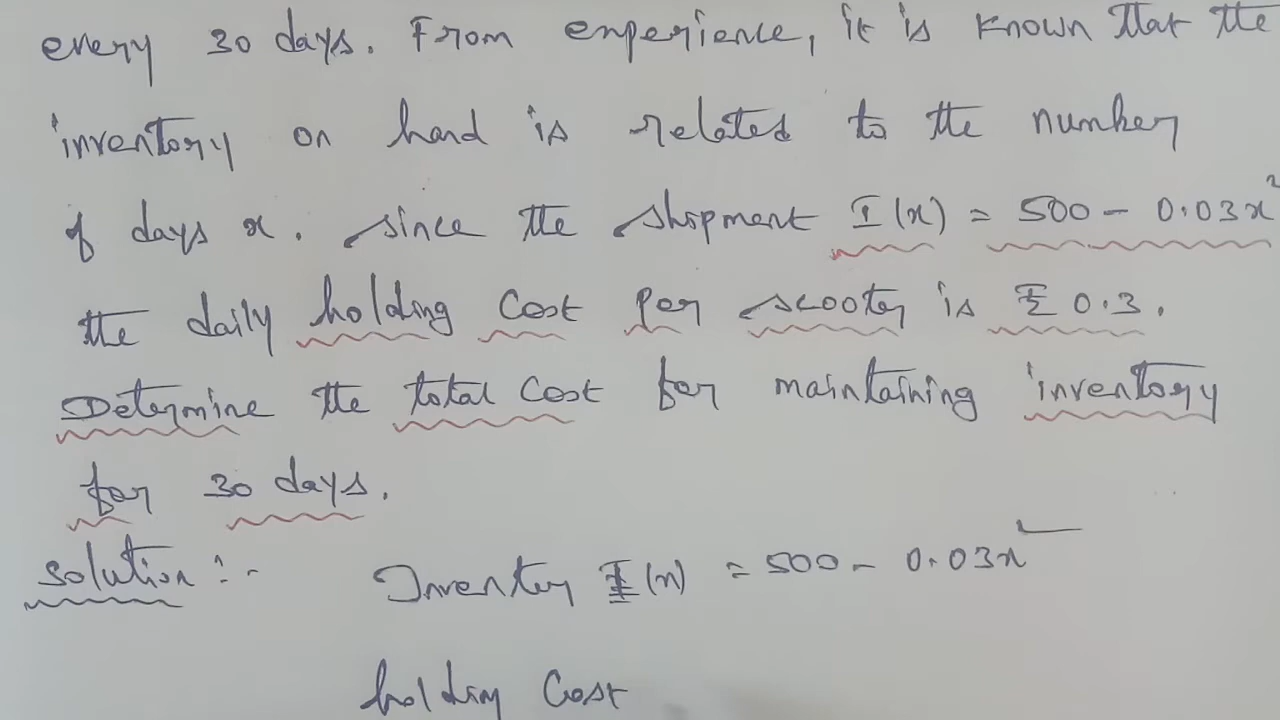 every 30 days. From experience, it is known that the
inventory on hand is related to the number
of days x. since the shipment I(x) = 500 - 0.03x²
the daily holding cost per scooter is ₹ 0.3.
Determine the total cost for maintaining inventory
for 30 days.
solution :- Inventory I(x) = 500 - 0.03x²
holding cost